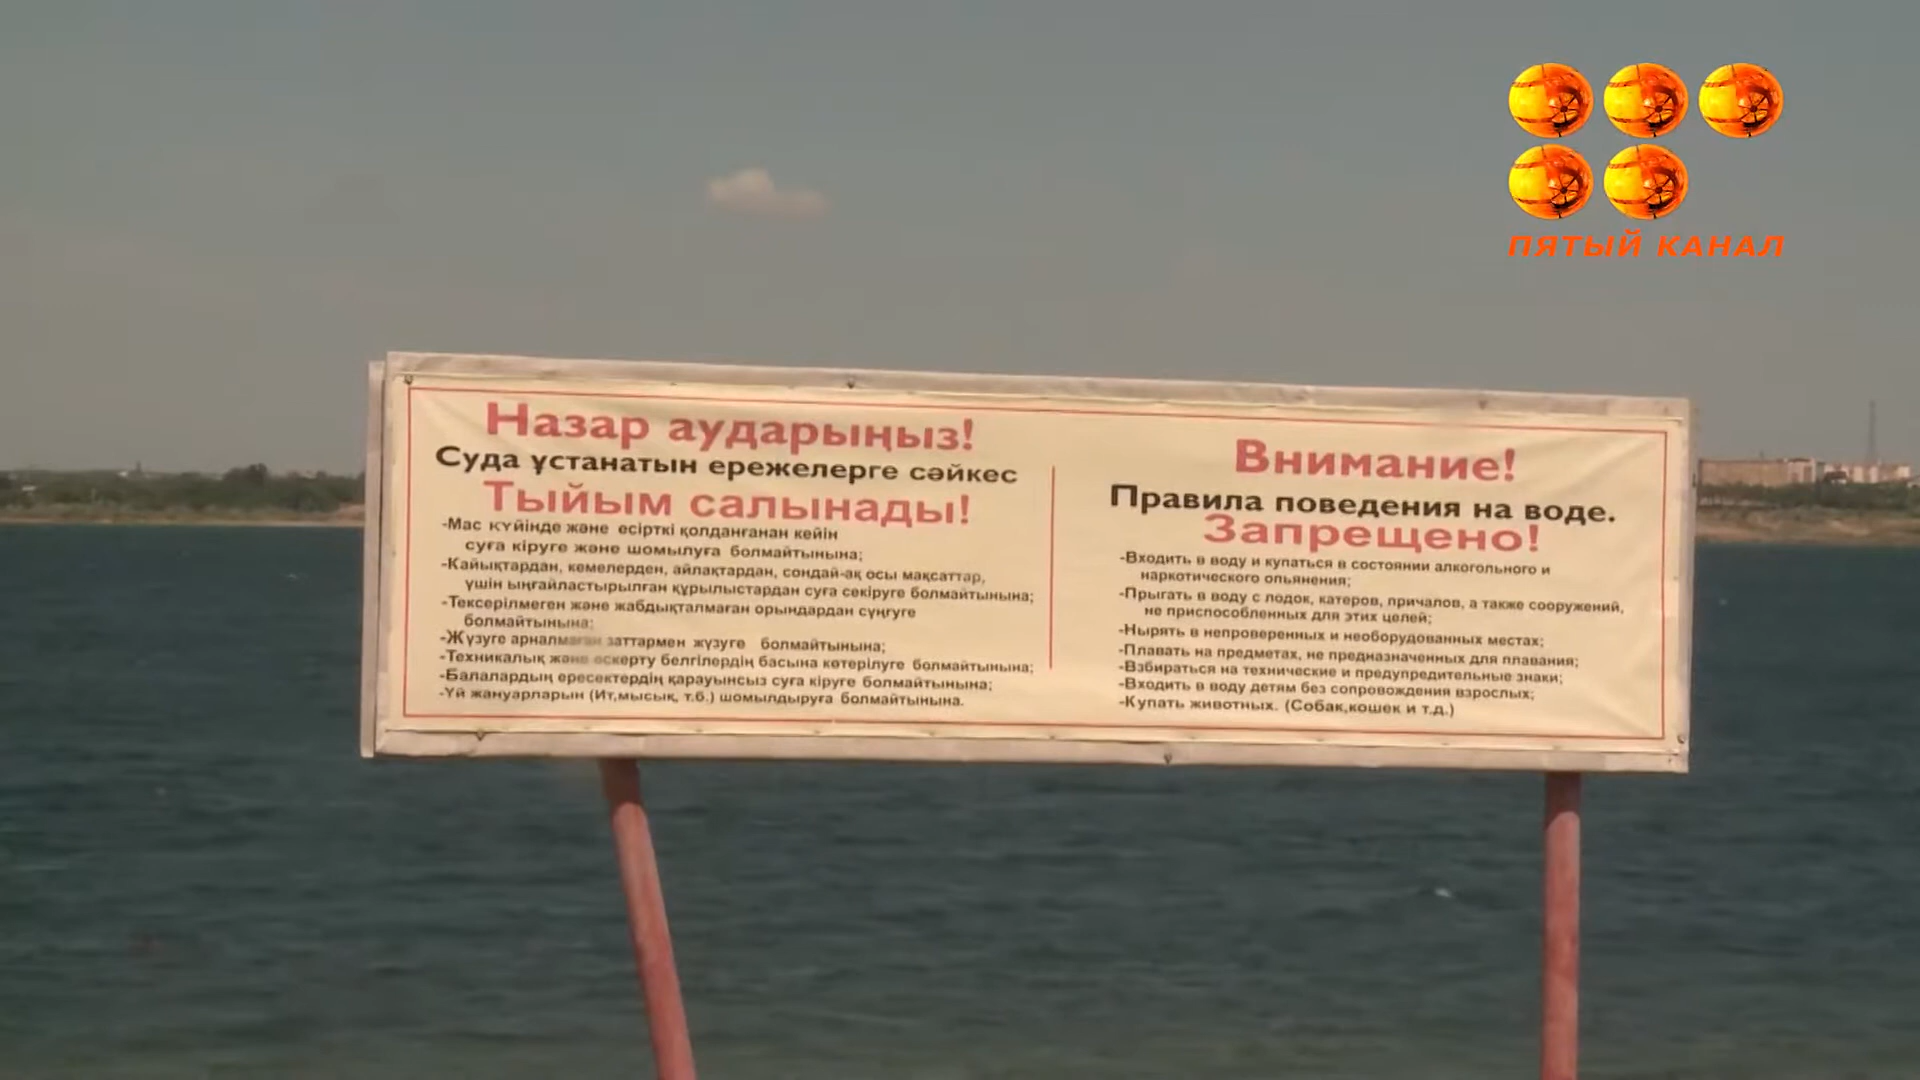 ПЯТЫЙ КАНАЛ
Назар аударыңыз!
Суда ұстанатын ережелерге сәйкес
Тыйым салынады!
-Мас күйінде және есірткі қолданғанан кейін
суға кіруге және шомылуға болмайтынына;
-Кайықтардан, кемелерден, айлақтардан, сондай-ақ осы мақсаттар,
үшін ыңғайластырылған құрылыстардан суға секіруге болмайтынына;
-Тексерілмеген және жабдықталмаған орындардан сүңгуге
болмайтынына;
-Жүзуге арналмаған заттармен жүзуге болмайтынына;
-Техникалық және ескерту белгілердің басына көтерілуге болмайтынына;
-Балалардың ересектердің қарауынсыз суға кіруге болмайтынына;
-Үй жануарларын (Ит,мысық, т.б.) шомылдыруға болмайтынына.
Внимание!
Правила поведения на воде.
Запрещено!
-Входить в воду и купаться в состоянии алкогольного и
наркотического опьянения;
-Прыгать в воду с лодок, катеров, причалов, а также сооружений,
не приспособленных для этих целей;
-Нырять в непроверенных и необорудованных местах;
-Плавать на предметах, не предназначенных для плавания;
-Взбираться на технические и предупредительные знаки;
-Входить в воду детям без сопровождения взрослых;
-Купать животных. (Собак,кошек и т.д.)